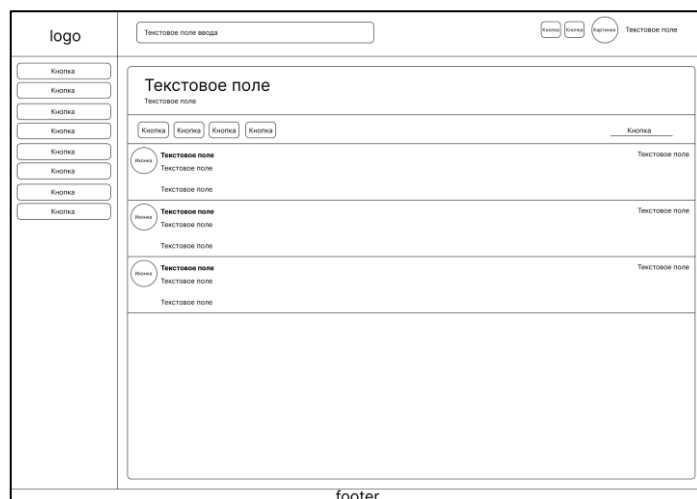 logo
Текстовое поле ввода
Кнопка Кнопка Картинка Текстовое поле
Кнопка
Кнопка
Кнопка
Кнопка
Кнопка
Кнопка
Кнопка
Кнопка
Текстовое поле
Текстовое поле
Кнопка Кнопка Кнопка Кнопка Кнопка
Иконка Текстовое поле Текстовое поле
Текстовое поле
Текстовое поле
Иконка Текстовое поле Текстовое поле
Текстовое поле
Текстовое поле
Иконка Текстовое поле Текстовое поле
Текстовое поле
Текстовое поле
footer